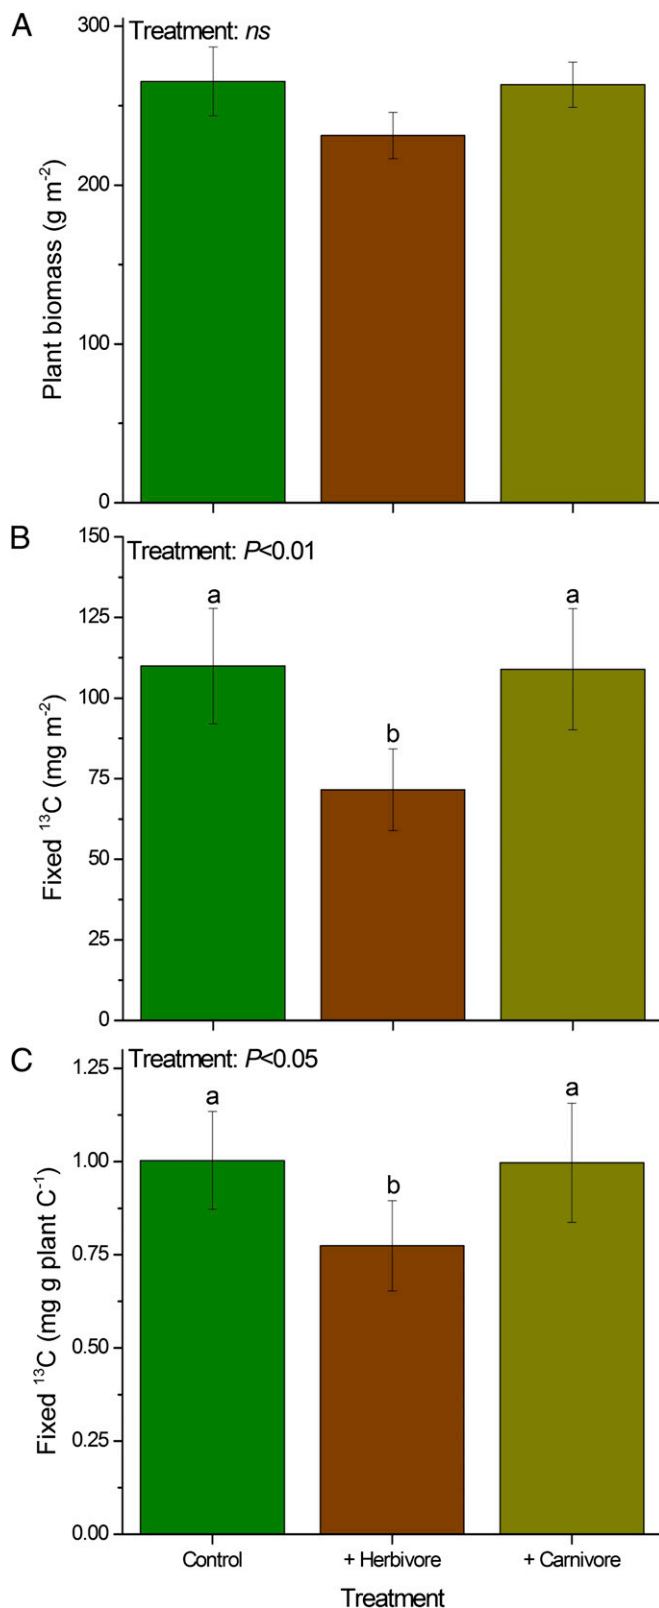 A
Treatment: ns
300
200
100
0
Plant biomass (g m⁻²)
B
Treatment: P<0.01
150
125
100
75
50
25
0
a
b
a
Fixed ¹³C (mg m⁻²)
C
Treatment: P<0.05
1.25
1.00
0.75
0.50
0.25
0.00
a
b
a
Fixed ¹³C (mg g plant C⁻¹)
Control
+ Herbivore
+ Carnivore
Treatment